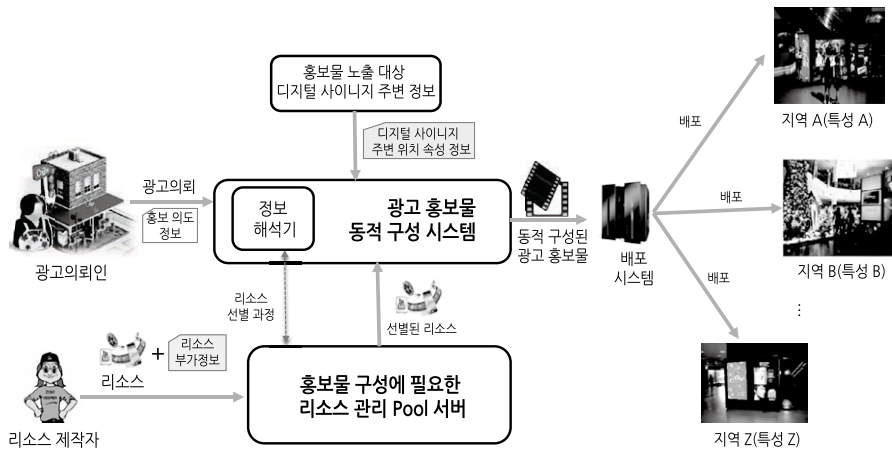 홍보물 노출 대상
디지털 사이니지 주변 정보
디지털 사이니지
주변 위치 속성 정보
광고의뢰
홍보 의도
정보
광고의뢰인
정보
해석기
광고 홍보물
동적 구성 시스템
동적 구성된
광고 홍보물
배포
시스템
배포
배포
배포
지역 A(특성 A)
지역 B(특성 B)
⋮
지역 Z(특성 Z)
리소스
선별 과정
선별된 리소스
리소스
+
리소스
부가정보
리소스 제작자
홍보물 구성에 필요한
리소스 관리 Pool 서버